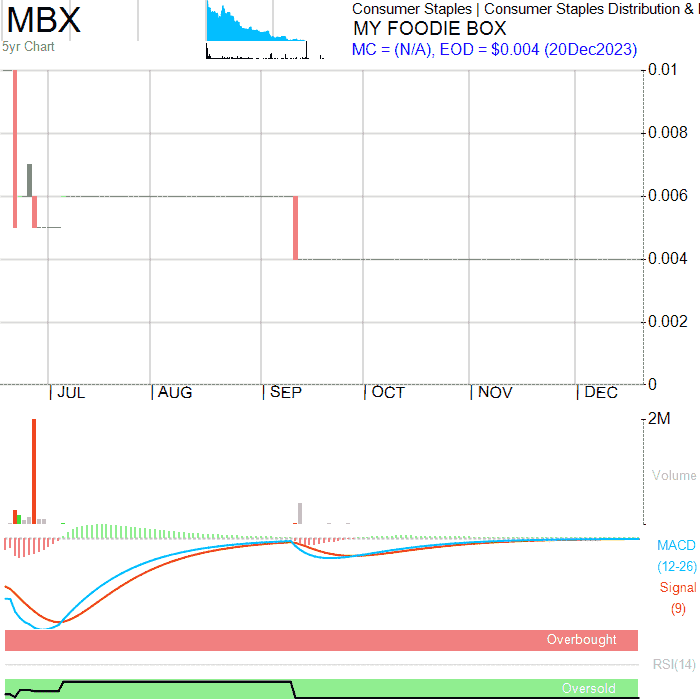 MBX
Consumer Staples | Consumer Staples Distribution &
MY FOODIE BOX
5yr Chart
MC = (N/A), EOD = $0.004 (20Dec2023)
0.01
0.008
0.006
0.004
0.002
0
JUL AUG SEP OCT NOV DEC
2M
Volume
MACD
(12-26)
Signal
(9)
Overbought
RSI(14)
Oversold